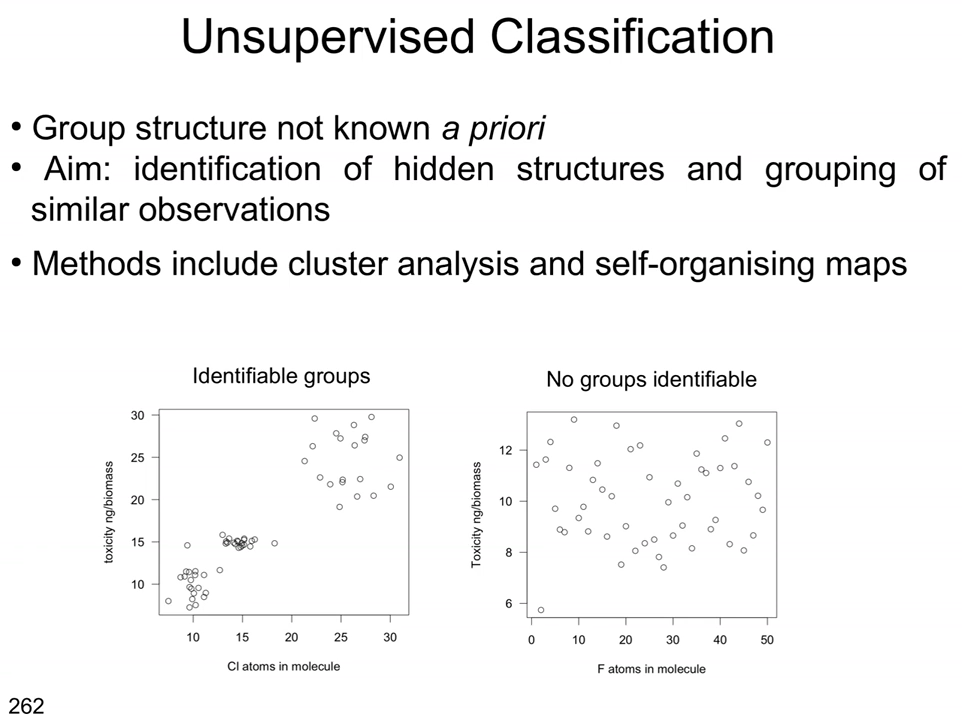 Unsupervised Classification
• Group structure not known a priori
• Aim: identification of hidden structures and grouping of
similar observations
• Methods include cluster analysis and self-organising maps
Identifiable groups
30
25
20
15
10
toxicity ng/biomass
10 15 20 25 30
Cl atoms in molecule
No groups identifiable
12
10
8
6
Toxicity ng/biomass
0 10 20 30 40 50
F atoms in molecule
262